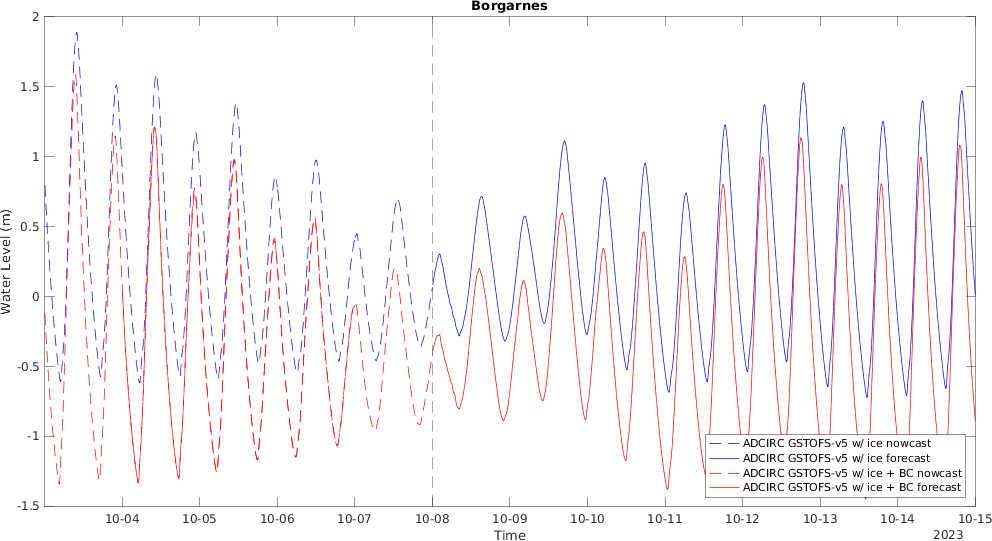 Borgarnes
2
1.5
1
0.5
0
-0.5
-1
-1.5
Water Level (m)
10-04 10-05 10-06 10-07 10-08 10-09 10-10 10-11 10-12 10-13 10-14 10-15
Time
2023
ADCIRC GSTOFS-v5 w/ ice nowcast
ADCIRC GSTOFS-v5 w/ ice forecast
ADCIRC GSTOFS-v5 w/ ice + BC nowcast
ADCIRC GSTOFS-v5 w/ ice + BC forecast